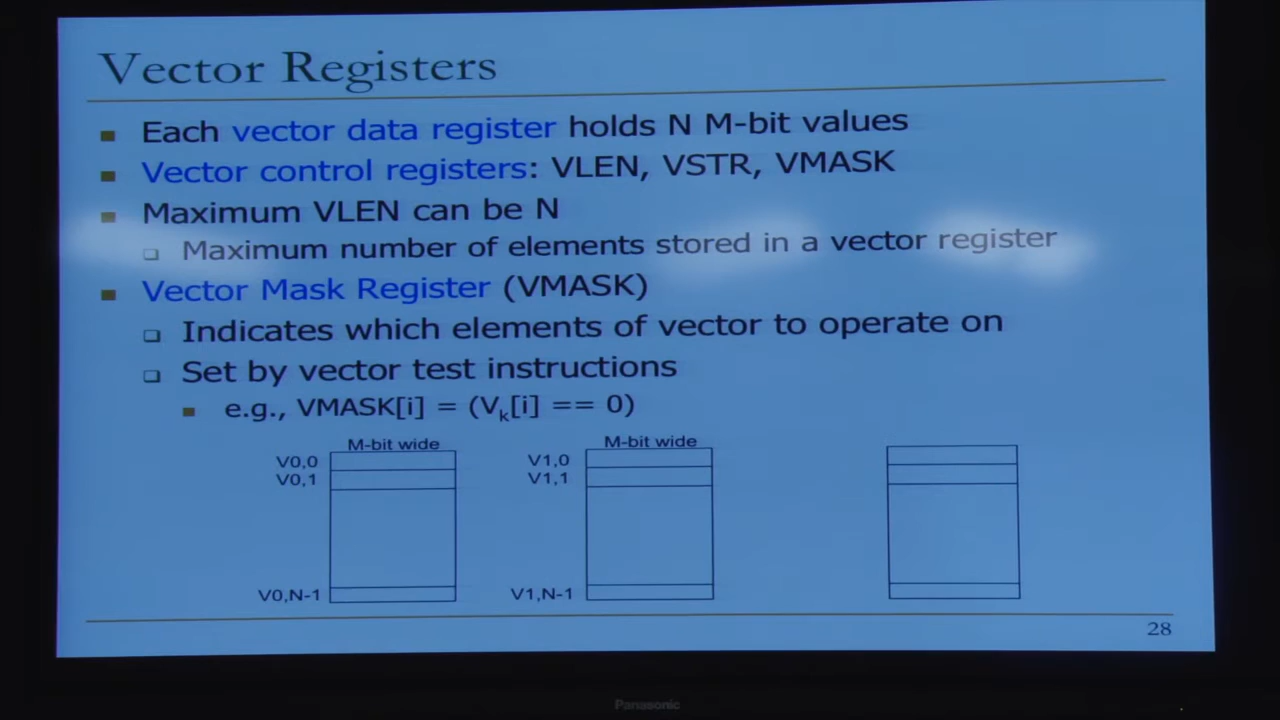 Vector Registers
Each vector data register holds N M-bit values
Vector control registers: VLEN, VSTR, VMASK
Maximum VLEN can be N
Maximum number of elements stored in a vector register
Vector Mask Register (VMASK)
Indicates which elements of vector to operate on
Set by vector test instructions
e.g., VMASK[i] = (Vk[i] == 0)
M-bit wide
M-bit wide
V0,0
V0,1
V1,0
V1,1
V0,N-1
V1,N-1
28
Panasonic